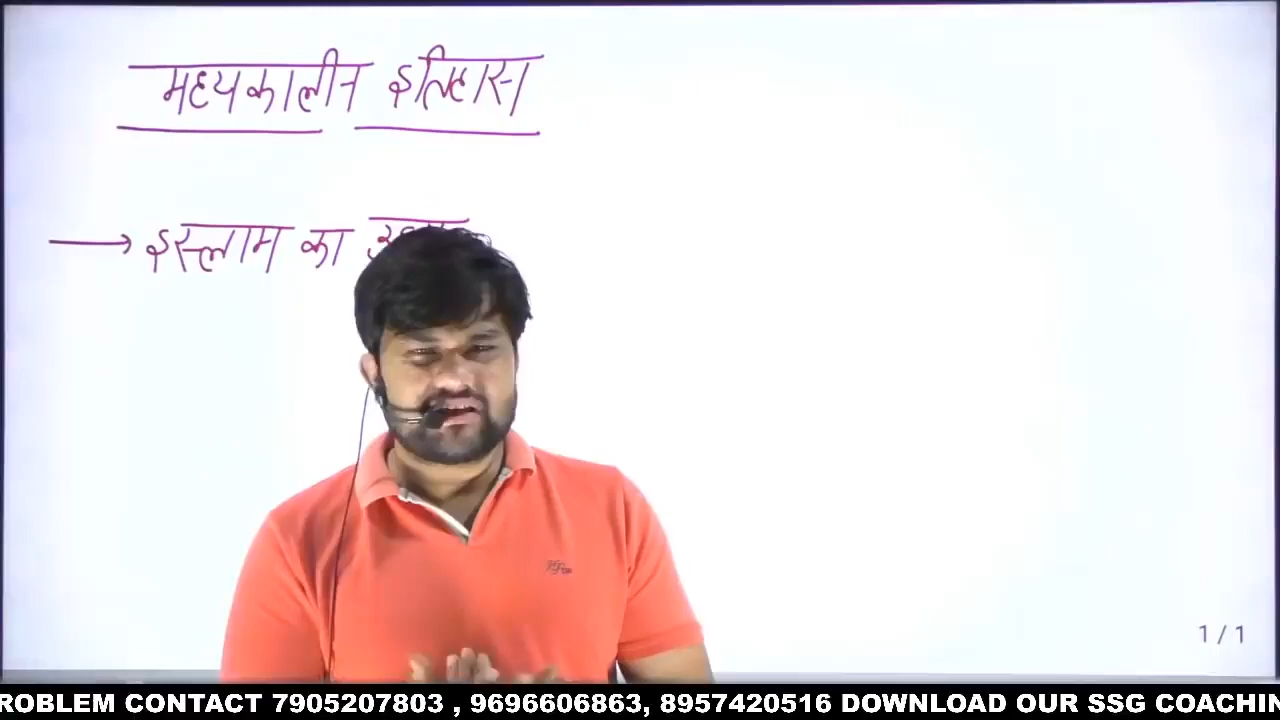 मध्यकालीन इतिहास
→ इस्लाम का
1/1
ROBLEM CONTACT 7905207803 , 9696606863, 8957420516 DOWNLOAD OUR SSG COACHIN